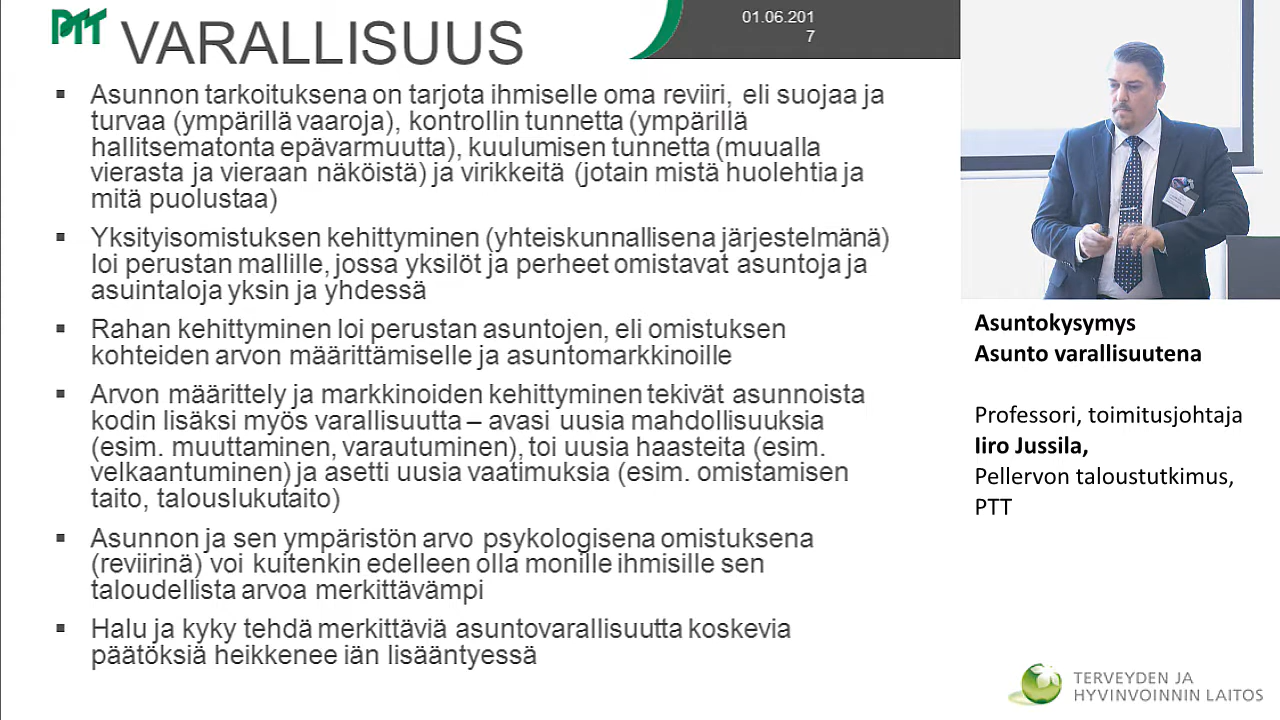 PTT
VARALLISUUS
01.06.201
7
▪ Asunnon tarkoituksena on tarjota ihmiselle oma reviiri, eli suojaa ja
turvaa (ympärillä vaaroja), kontrollin tunnetta (ympärillä
hallitsematonta epävarmuutta), kuulumisen tunnetta (muualla
vierasta ja vieraan näköistä) ja virikkeitä (jotain mistä huolehtia ja
mitä puolustaa)
▪ Yksityisomistuksen kehittyminen (yhteiskunnallisena järjestelmänä)
loi perustan mallille, jossa yksilöt ja perheet omistavat asuntoja ja
asuintaloja yksin ja yhdessä
▪ Rahan kehittyminen loi perustan asuntojen, eli omistuksen
kohteiden arvon määrittämiselle ja asuntomarkkinoille
▪ Arvon määrittely ja markkinoiden kehittyminen tekivät asunnoista
kodin lisäksi myös varallisuutta – avasi uusia mahdollisuuksia
(esim. muuttaminen, varautuminen), toi uusia haasteita (esim.
velkaantuminen) ja asetti uusia vaatimuksia (esim. omistamisen
taito, talouslukutaito)
▪ Asunnon ja sen ympäristön arvo psykologisena omistuksena
(reviirinä) voi kuitenkin edelleen olla monille ihmisille sen
taloudellista arvoa merkittävämpi
▪ Halu ja kyky tehdä merkittäviä asuntovarallisuutta koskevia
päätöksiä heikkenee iän lisääntyessä
Asuntokysymys
Asunto varallisuutena
Professori, toimitusjohtaja
Iiro Jussila,
Pellervon taloustutkimus,
PTT
TERVEYDEN JA
HYVINVOINNIN LAITOS